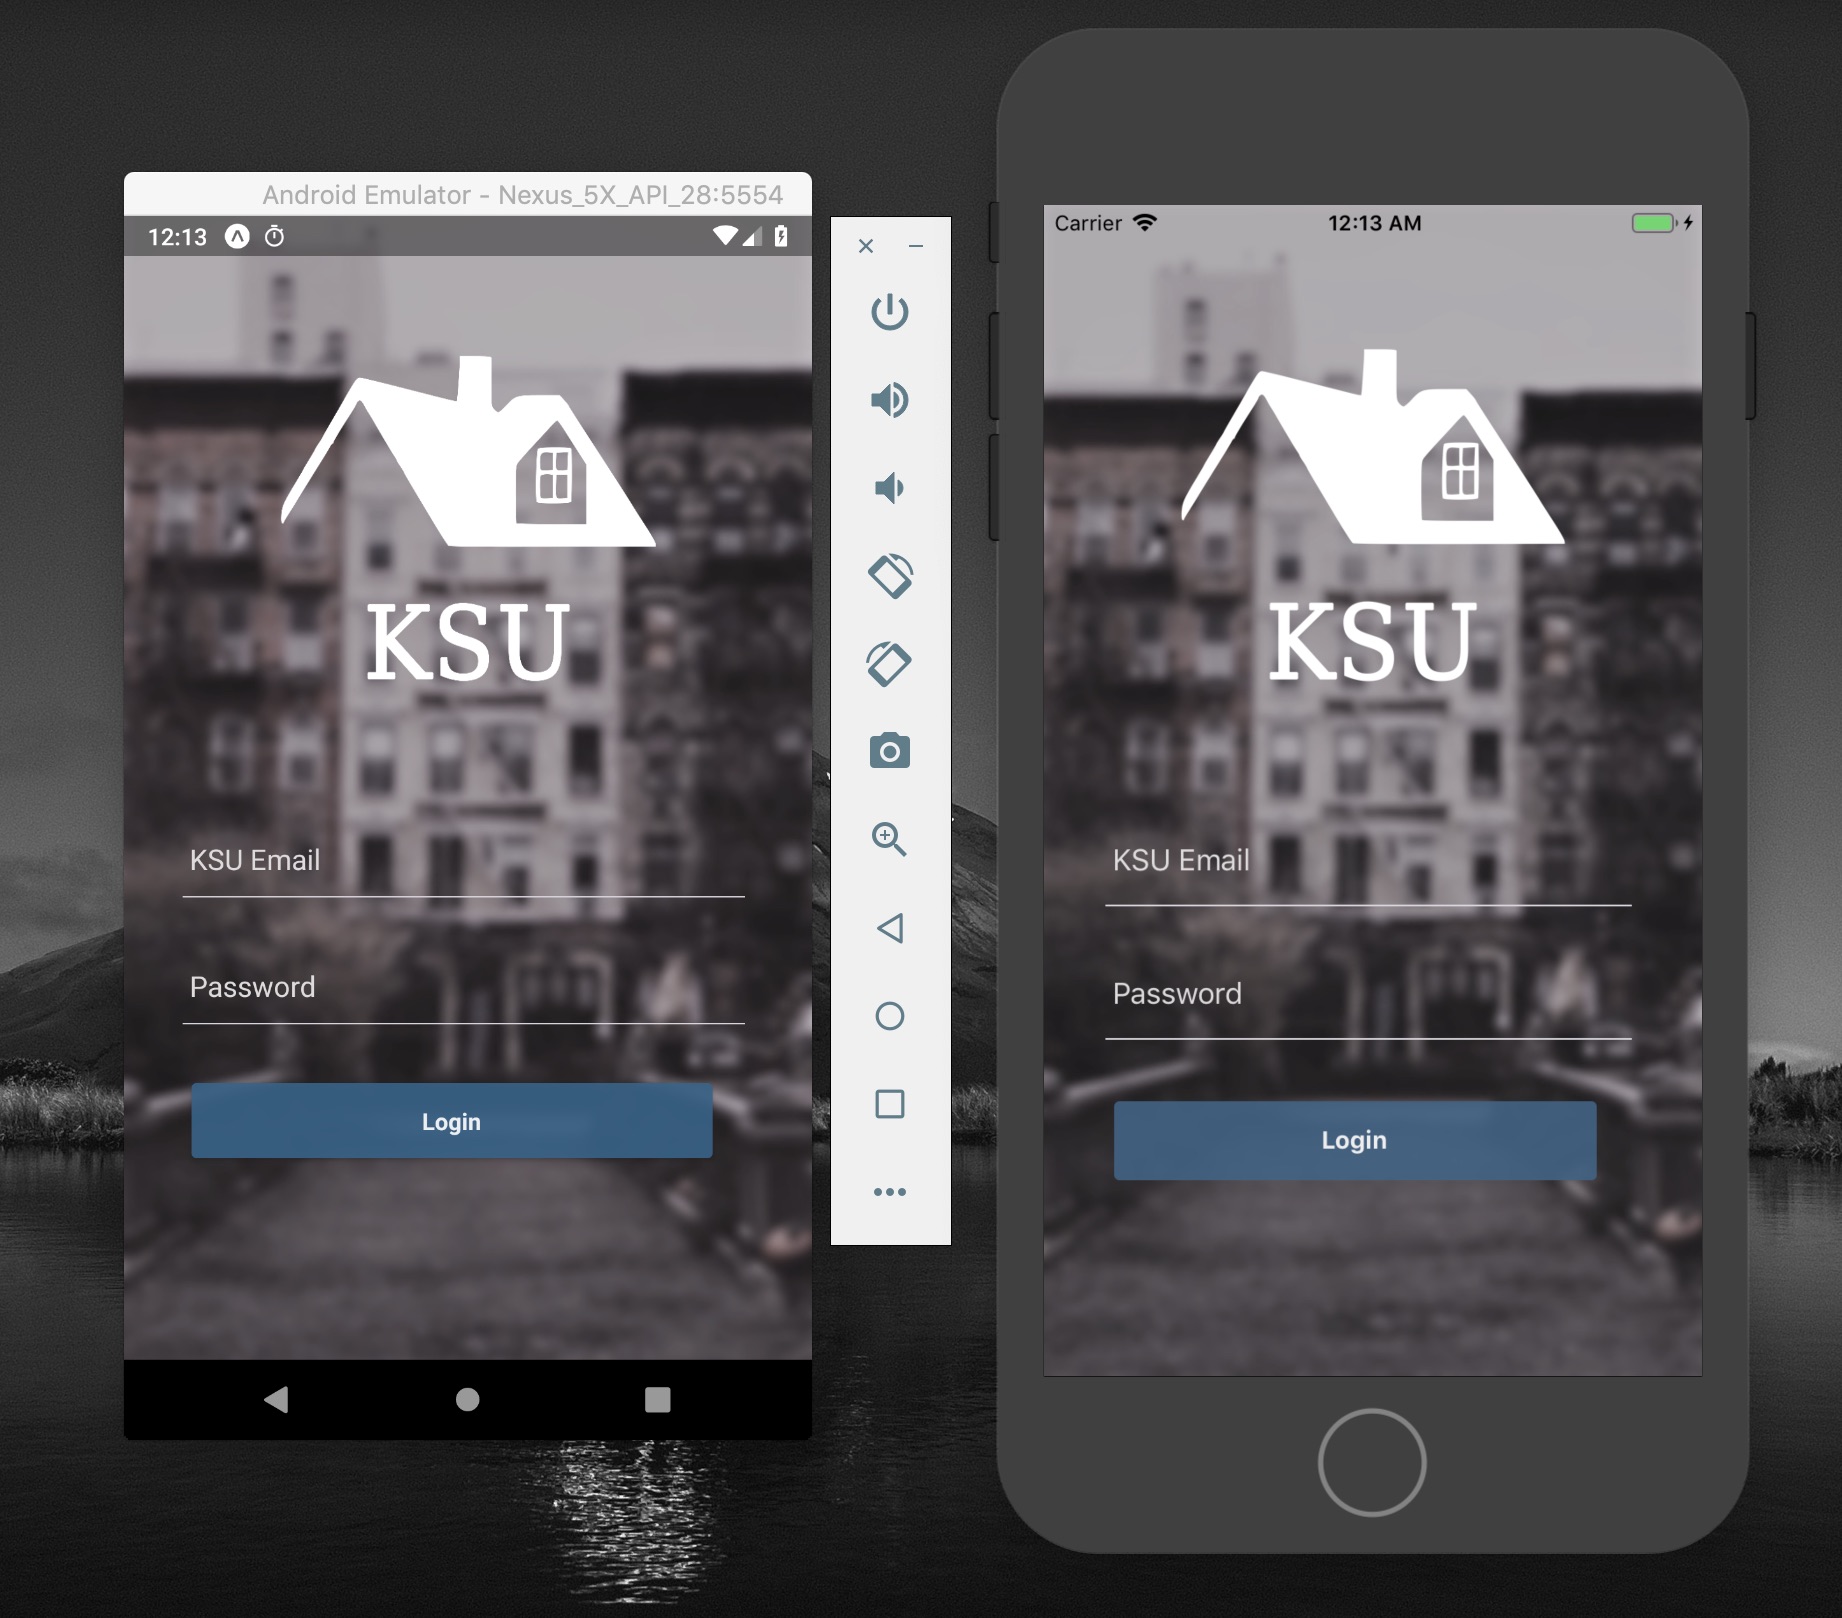 Android Emulator - Nexus_5X_API_28:5554
12:13
KSU
KSU Email
Password
Login
Carrier
12:13 AM
KSU
KSU Email
Password
Login